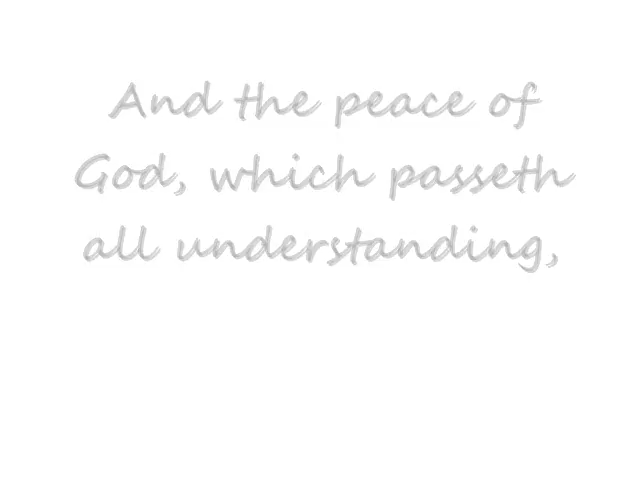 And the peace of
God, which passeth
all understanding,